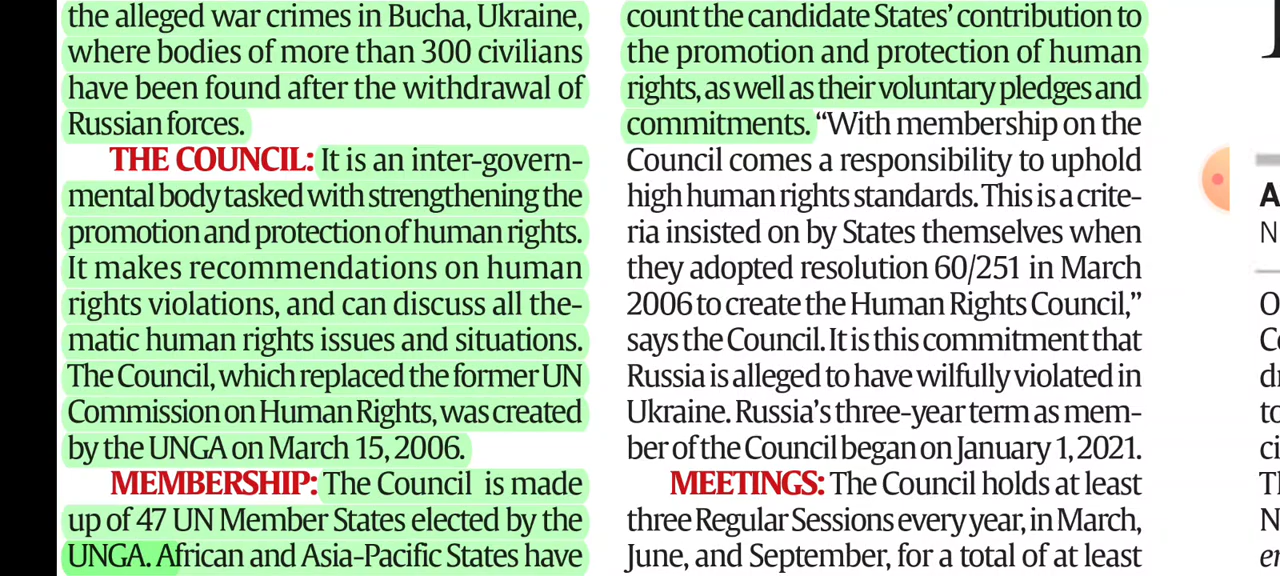 the alleged war crimes in Bucha, Ukraine,
where bodies of more than 300 civilians
have been found after the withdrawal of
Russian forces.
THE COUNCIL: It is an inter-govern-
mental body tasked with strengthening the
promotion and protection of human rights.
It makes recommendations on human
rights violations, and can discuss all the-
matic human rights issues and situations.
The Council, which replaced the former UN
Commission on Human Rights, was created
by the UNGA on March 15, 2006.
MEMBERSHIP: The Council is made
up of 47 UN Member States elected by the
UNGA. African and Asia-Pacific States have
count the candidate States’ contribution to
the promotion and protection of human
rights, as well as their voluntary pledges and
commitments. “With membership on the
Council comes a responsibility to uphold
high human rights standards. This is a crite-
ria insisted on by States themselves when
they adopted resolution 60/251 in March
2006 to create the Human Rights Council,”
says the Council. It is this commitment that
Russia is alleged to have wilfully violated in
Ukraine. Russia’s three-year term as mem-
ber of the Council began on January 1, 2021.
MEETINGS: The Council holds at least
three Regular Sessions every year, in March,
June, and September, for a total of at least